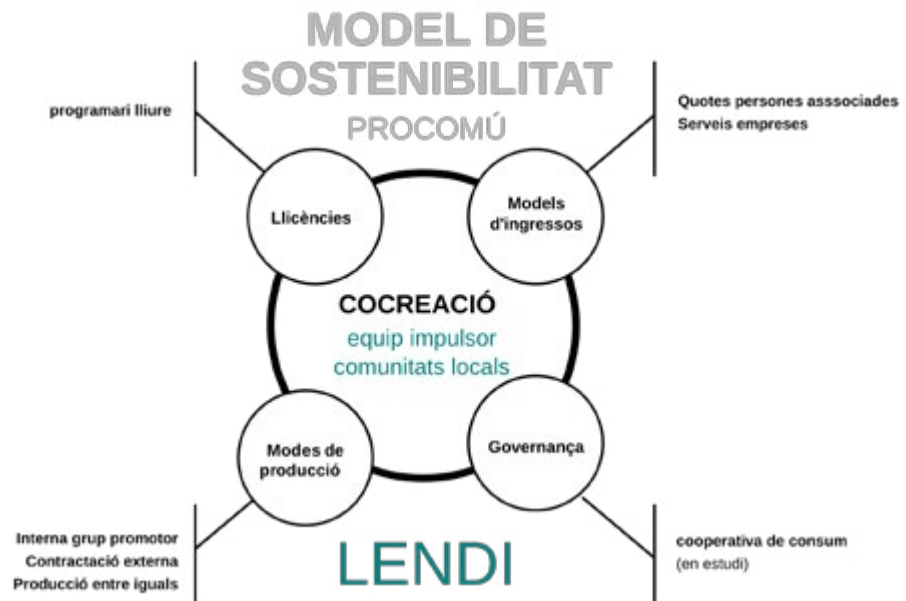 MODEL DE
SOSTENIBILITAT
PROCOMÚ
programari lliure
Quotes persones asssociades
Serveis empreses
Llicències
Models
d'ingressos
COCREACIÓ
equip impulsor
comunitats locals
Modes de
producció
Governança
Interna grup promotor
Contractació externa
Producció entre iguals
LENDI
cooperativa de consum
(en estudi)